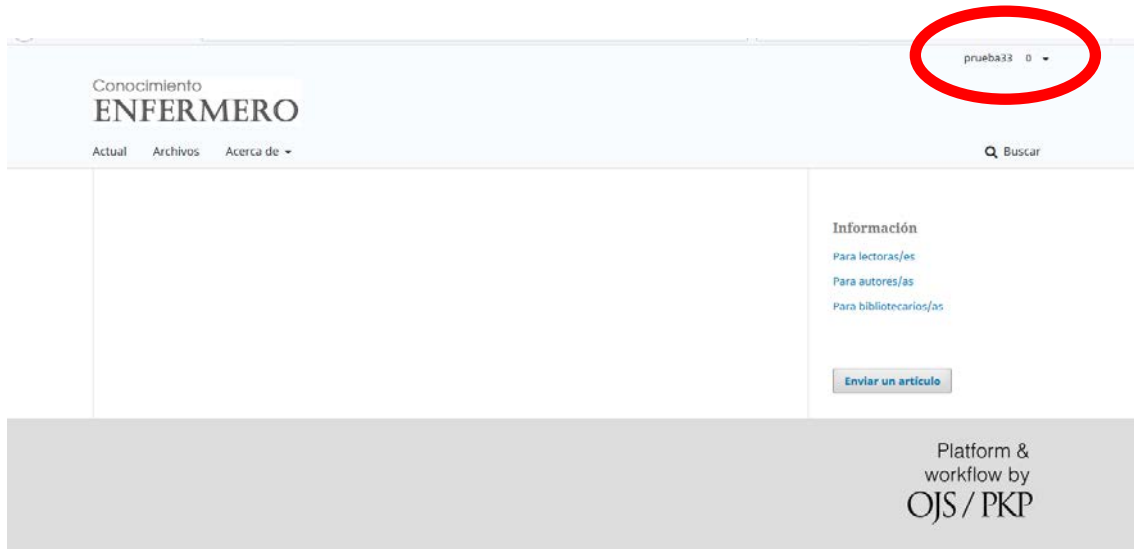 prueba33 0
Conocimiento
ENFERMERO
Actual Archivos Acerca de
Buscar
Información
Para lectoras/es
Para autores/as
Para bibliotecarios/as
Enviar un artículo
Platform &
workflow by
OJS / PKP